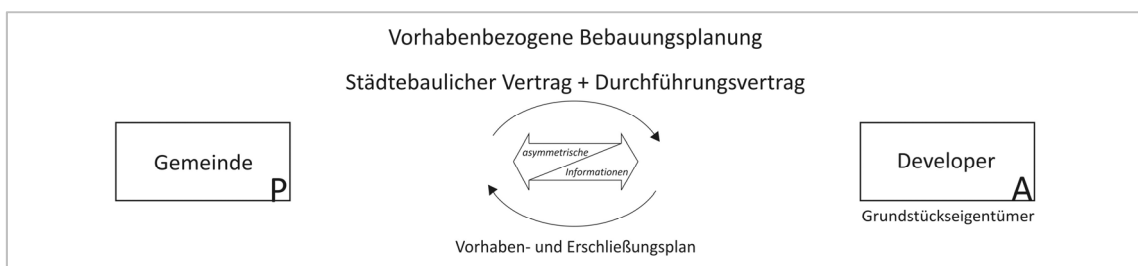 Vorhabenbezogene Bebauungsplanung
Städtebaulicher Vertrag + Durchführungsvertrag
Gemeinde
P
asymmetrische
Informationen
Developer
A
Grundstückseigentümer
Vorhaben- und Erschließungsplan